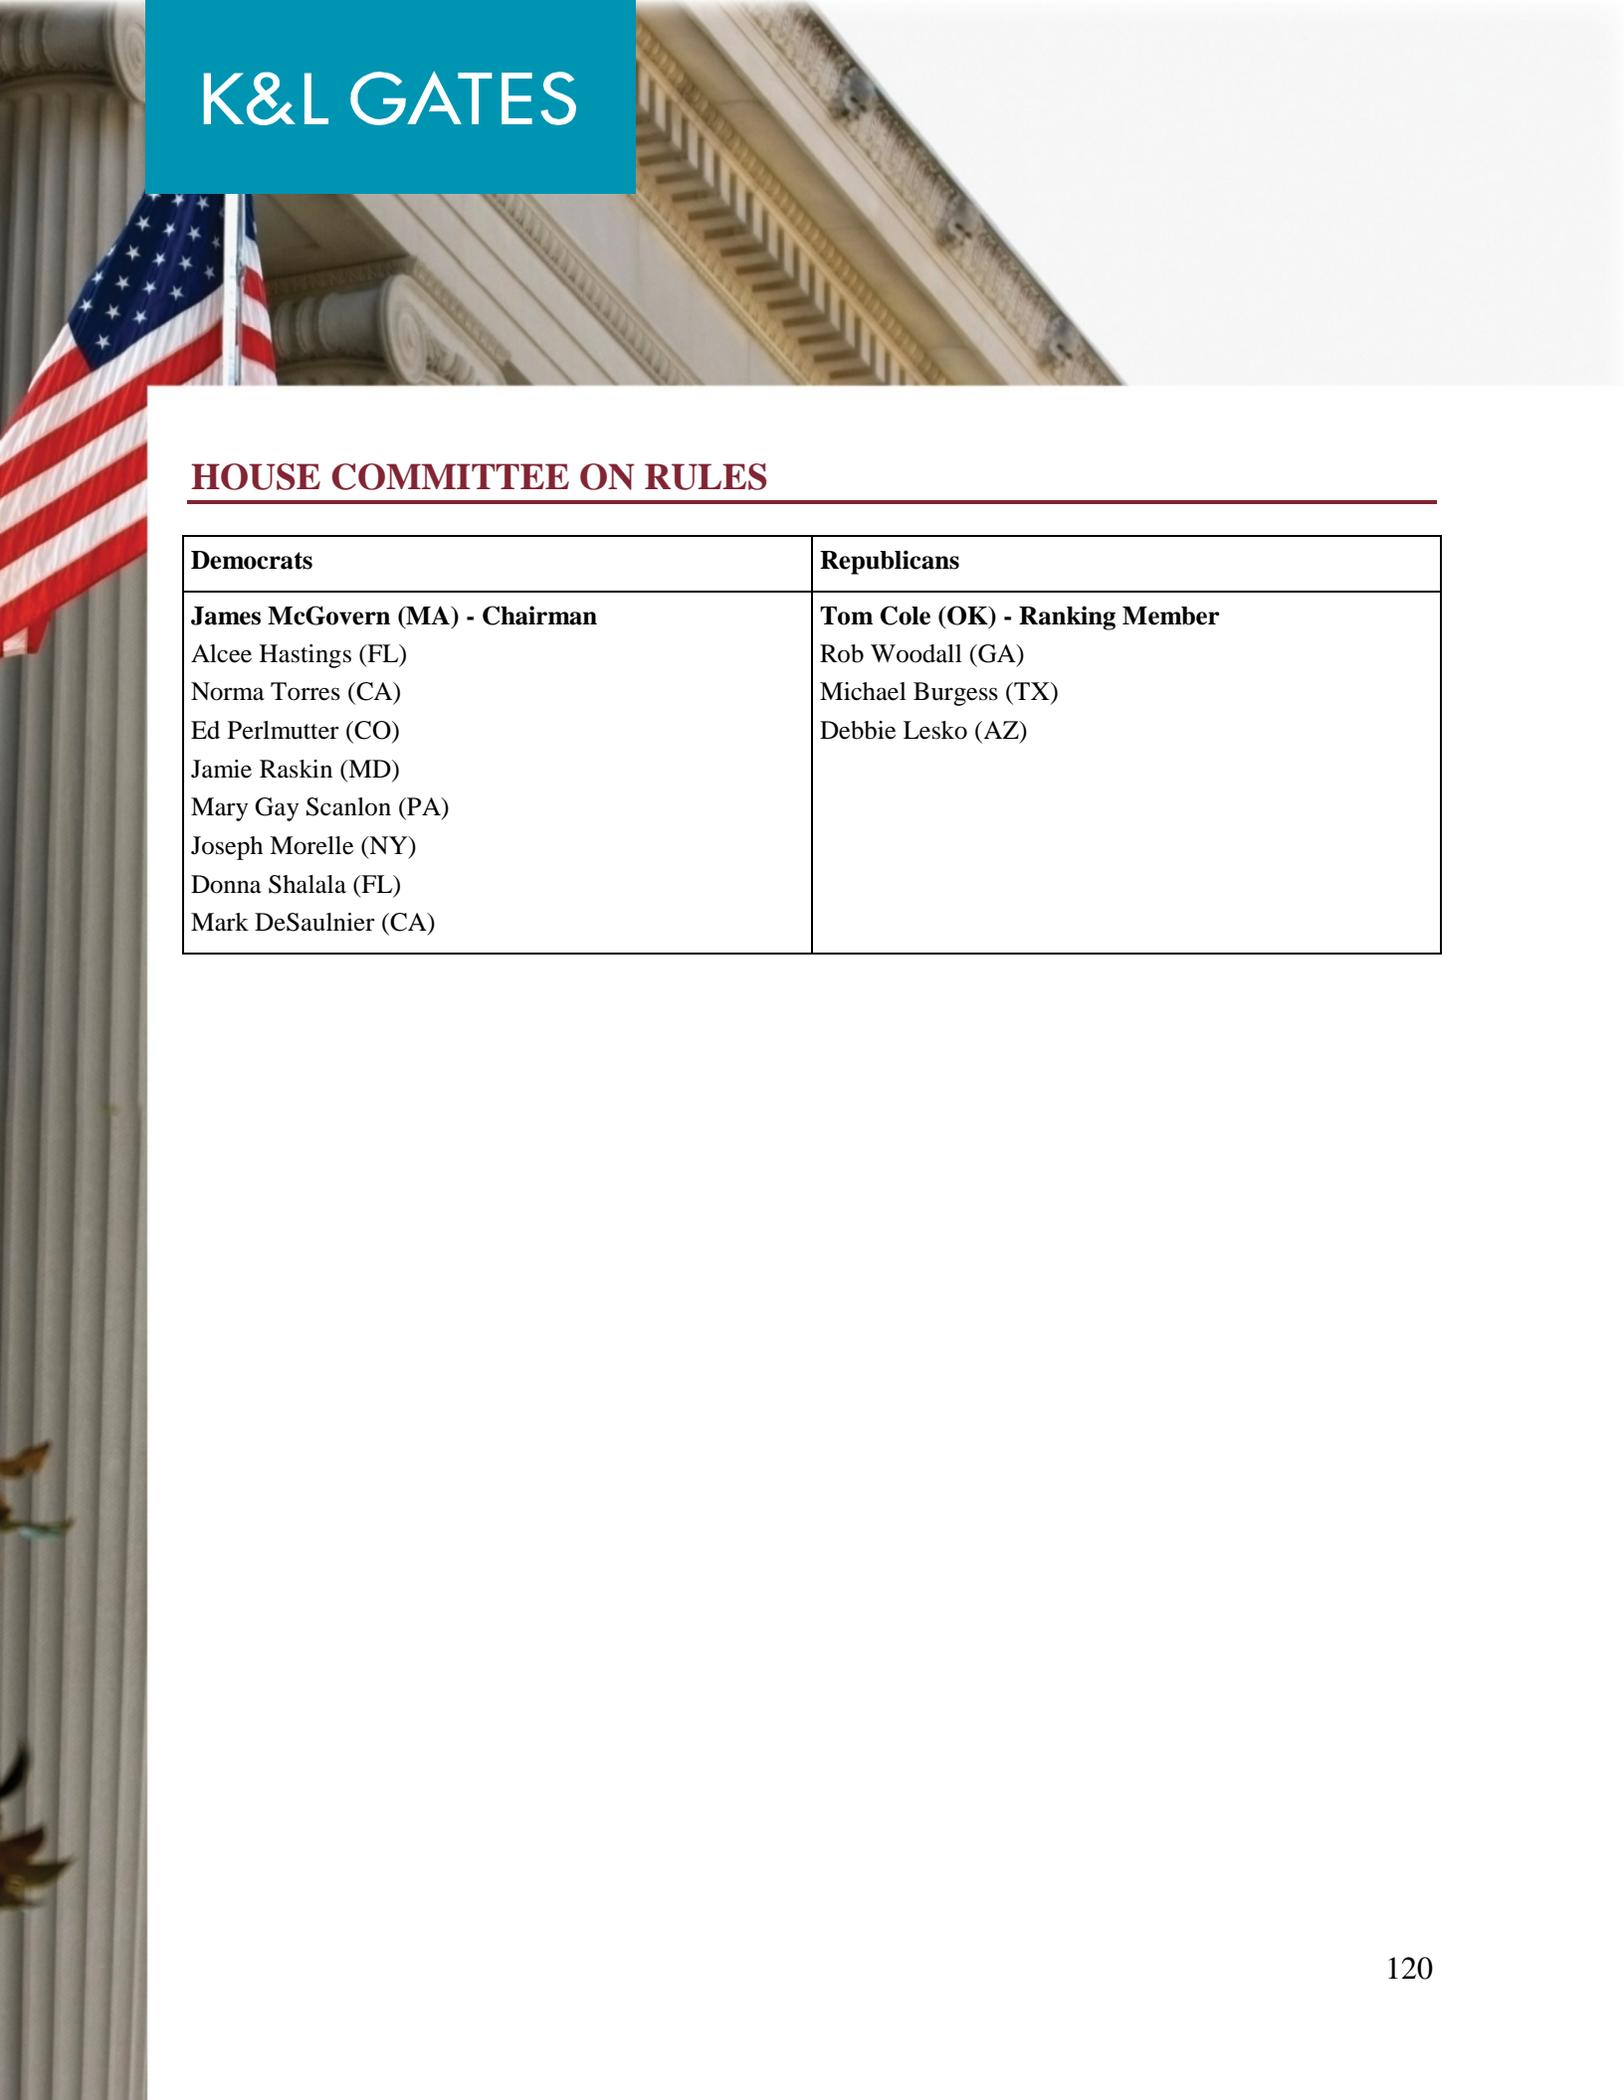 K&L GATES
HOUSE COMMITTEE ON RULES
Democrats
Republicans
James McGovern (MA) - Chairman
Alcee Hastings (FL)
Norma Torres (CA)
Ed Perlmutter (CO)
Jamie Raskin (MD)
Mary Gay Scanlon (PA)
Joseph Morelle (NY)
Donna Shalala (FL)
Mark DeSaulnier (CA)
Tom Cole (OK) - Ranking Member
Rob Woodall (GA)
Michael Burgess (TX)
Debbie Lesko (AZ)
120